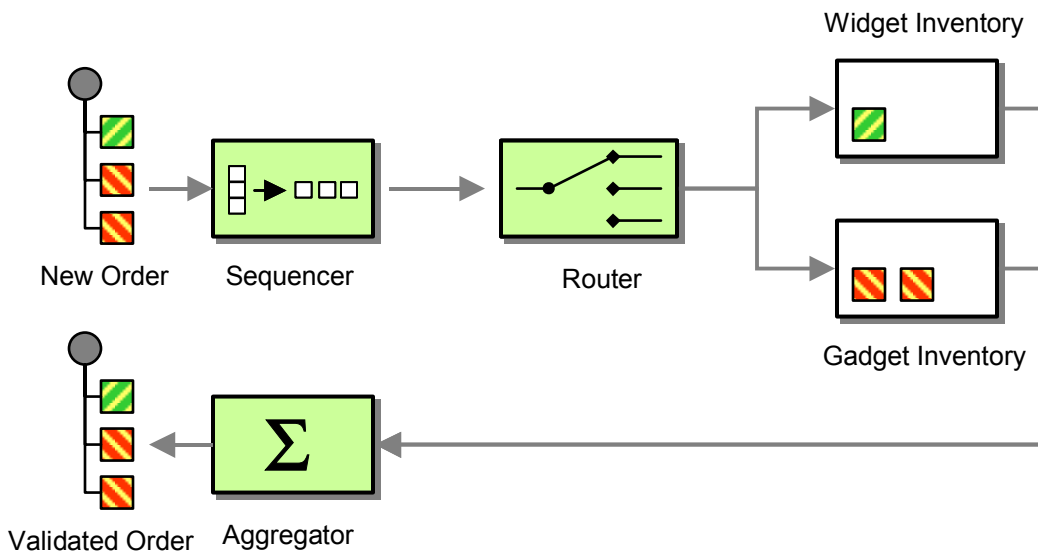 Widget Inventory
New Order
Sequencer
Router
Gadget Inventory
Σ
Validated Order
Aggregator